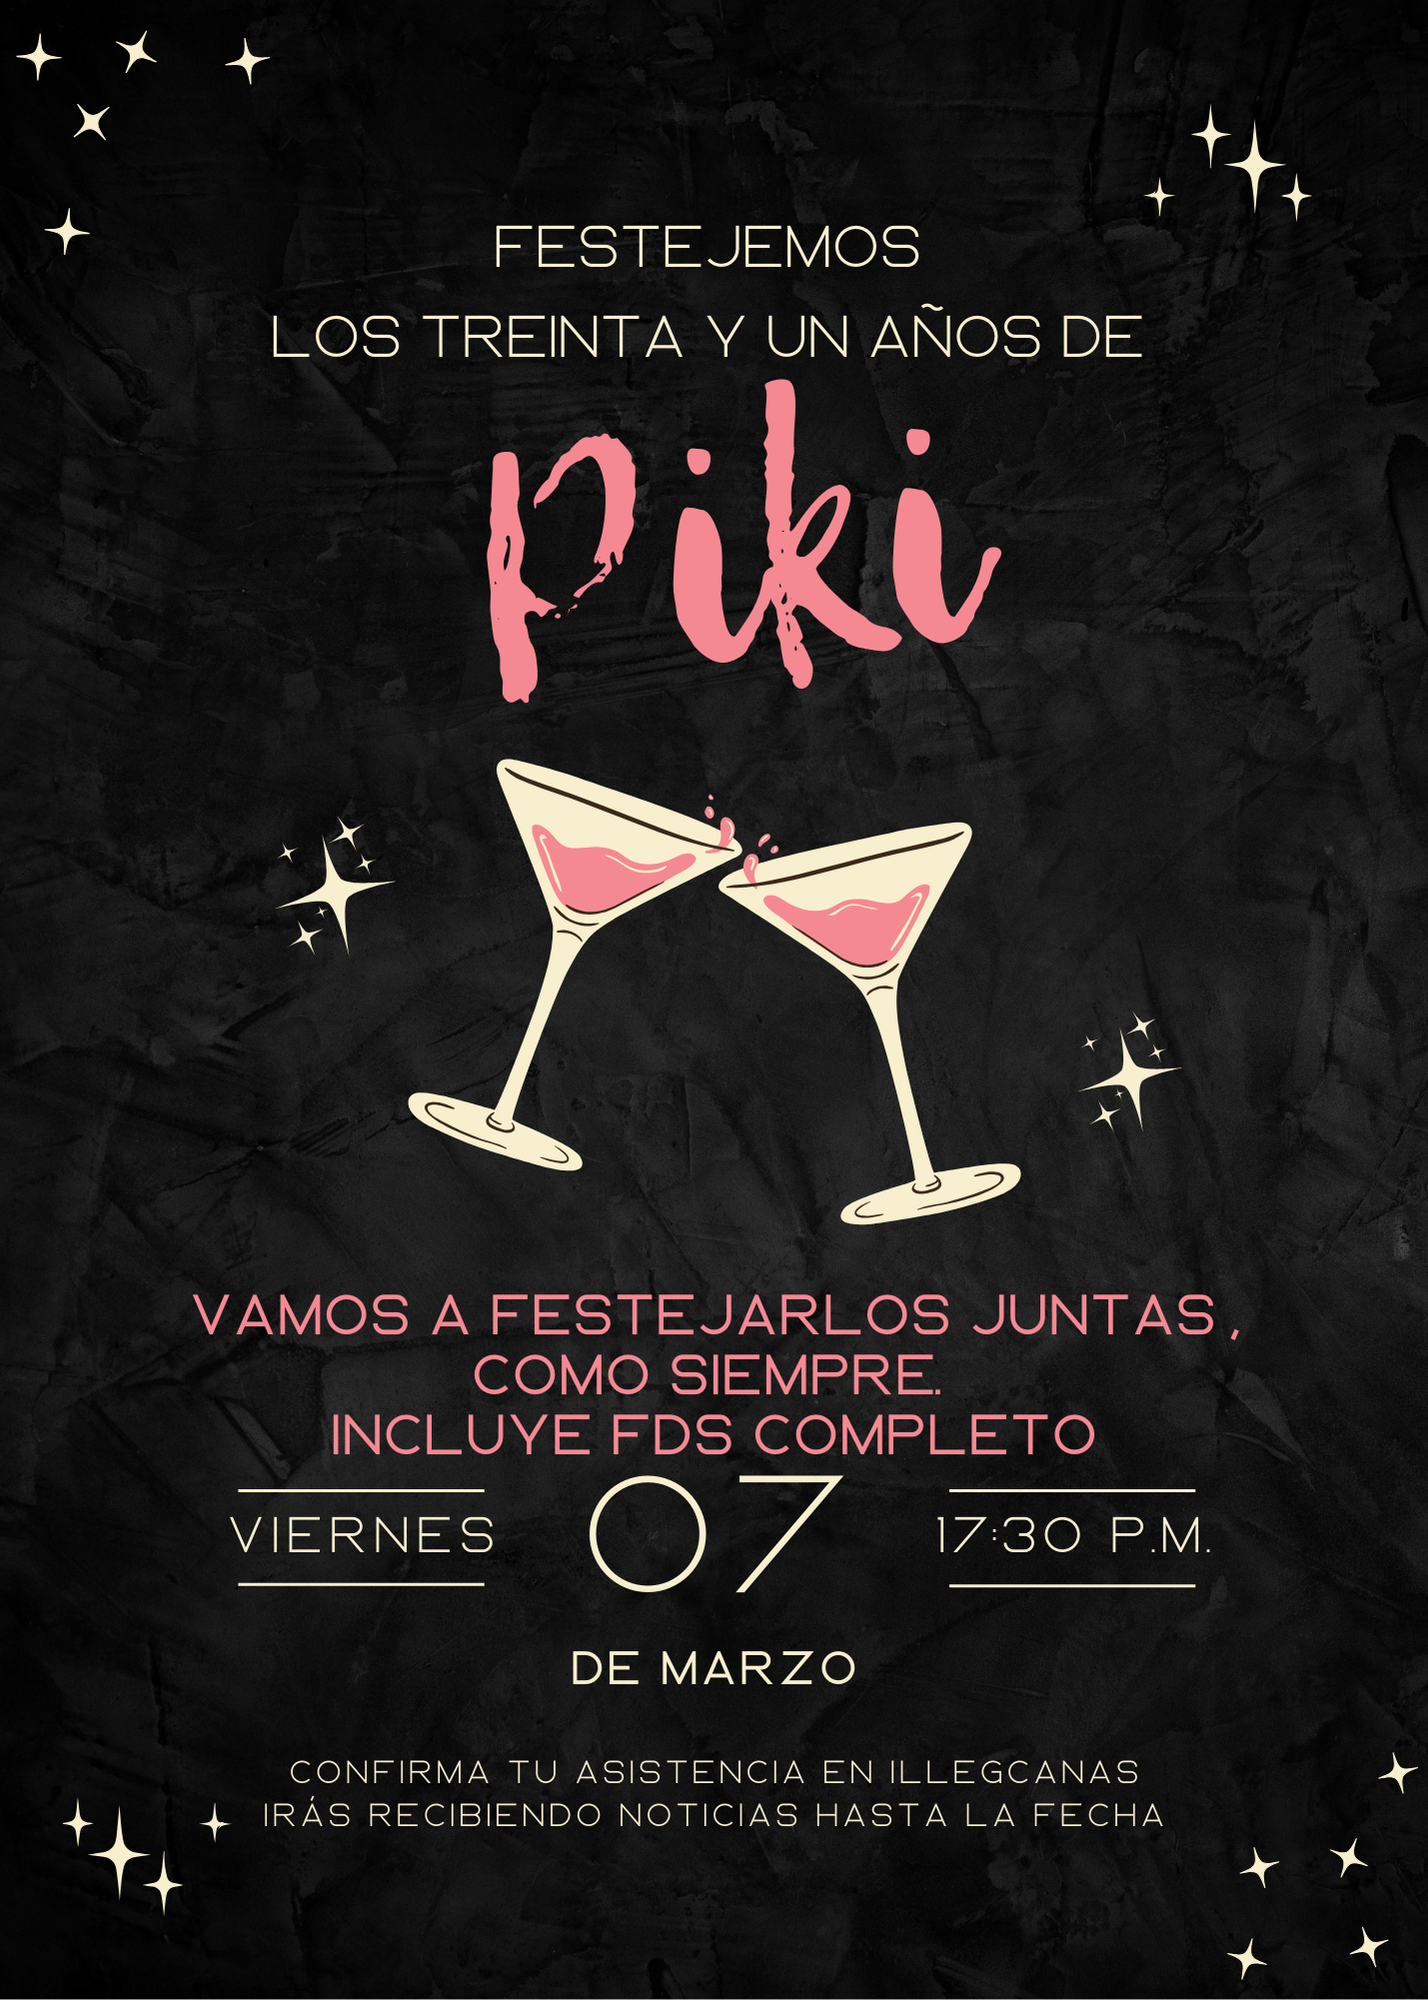 FESTEJEMOS
LOS TREINTA Y UN AÑOS DE
Piki
VAMOS A FESTEJARLOS JUNTAS ,
COMO SIEMPRE.
INCLUYE FDS COMPLETO
VIERNES 07 17:30 P.M.
DE MARZO
CONFIRMA TU ASISTENCIA EN ILLEGCANAS
IRÁS RECIBIENDO NOTICIAS HASTA LA FECHA